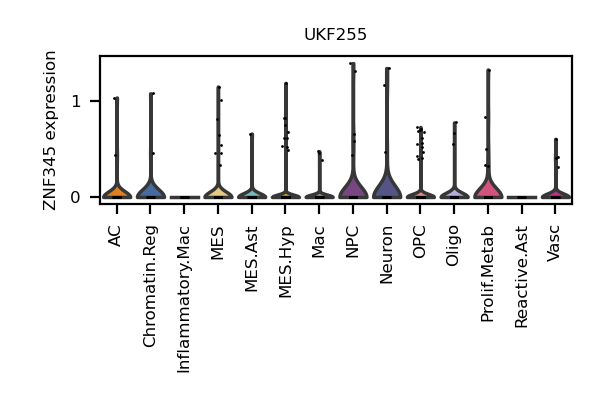 UKF255
ZNF345 expression
1
0
AC
Chromatin.Reg
Inflammatory.Mac
MES
MES.Ast
MES.Hyp
Mac
NPC
Neuron
OPC
Oligo
Prolif.Metab
Reactive.Ast
Vasc